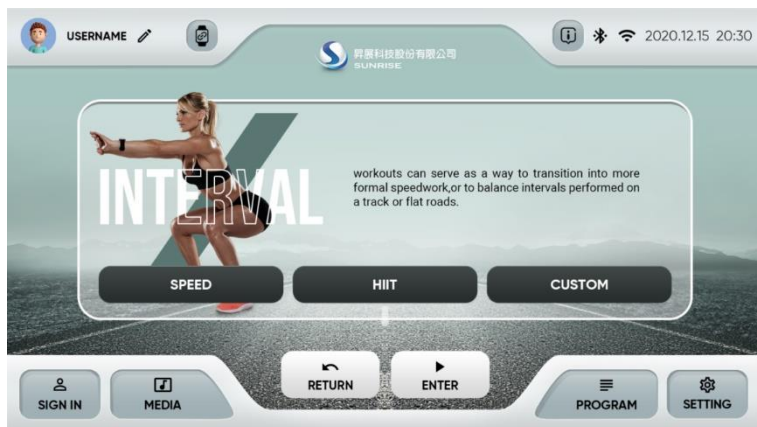 USERNAME
2020.12.15 20:30
昇展科技股份有限公司
SUNRISE
INTERVAL
workouts can serve as a way to transition into more
formal speedwork,or to balance intervals performed on
a track or flat roads.
SPEED
HIIT
CUSTOM
RETURN
ENTER
SIGN IN
MEDIA
PROGRAM
SETTING